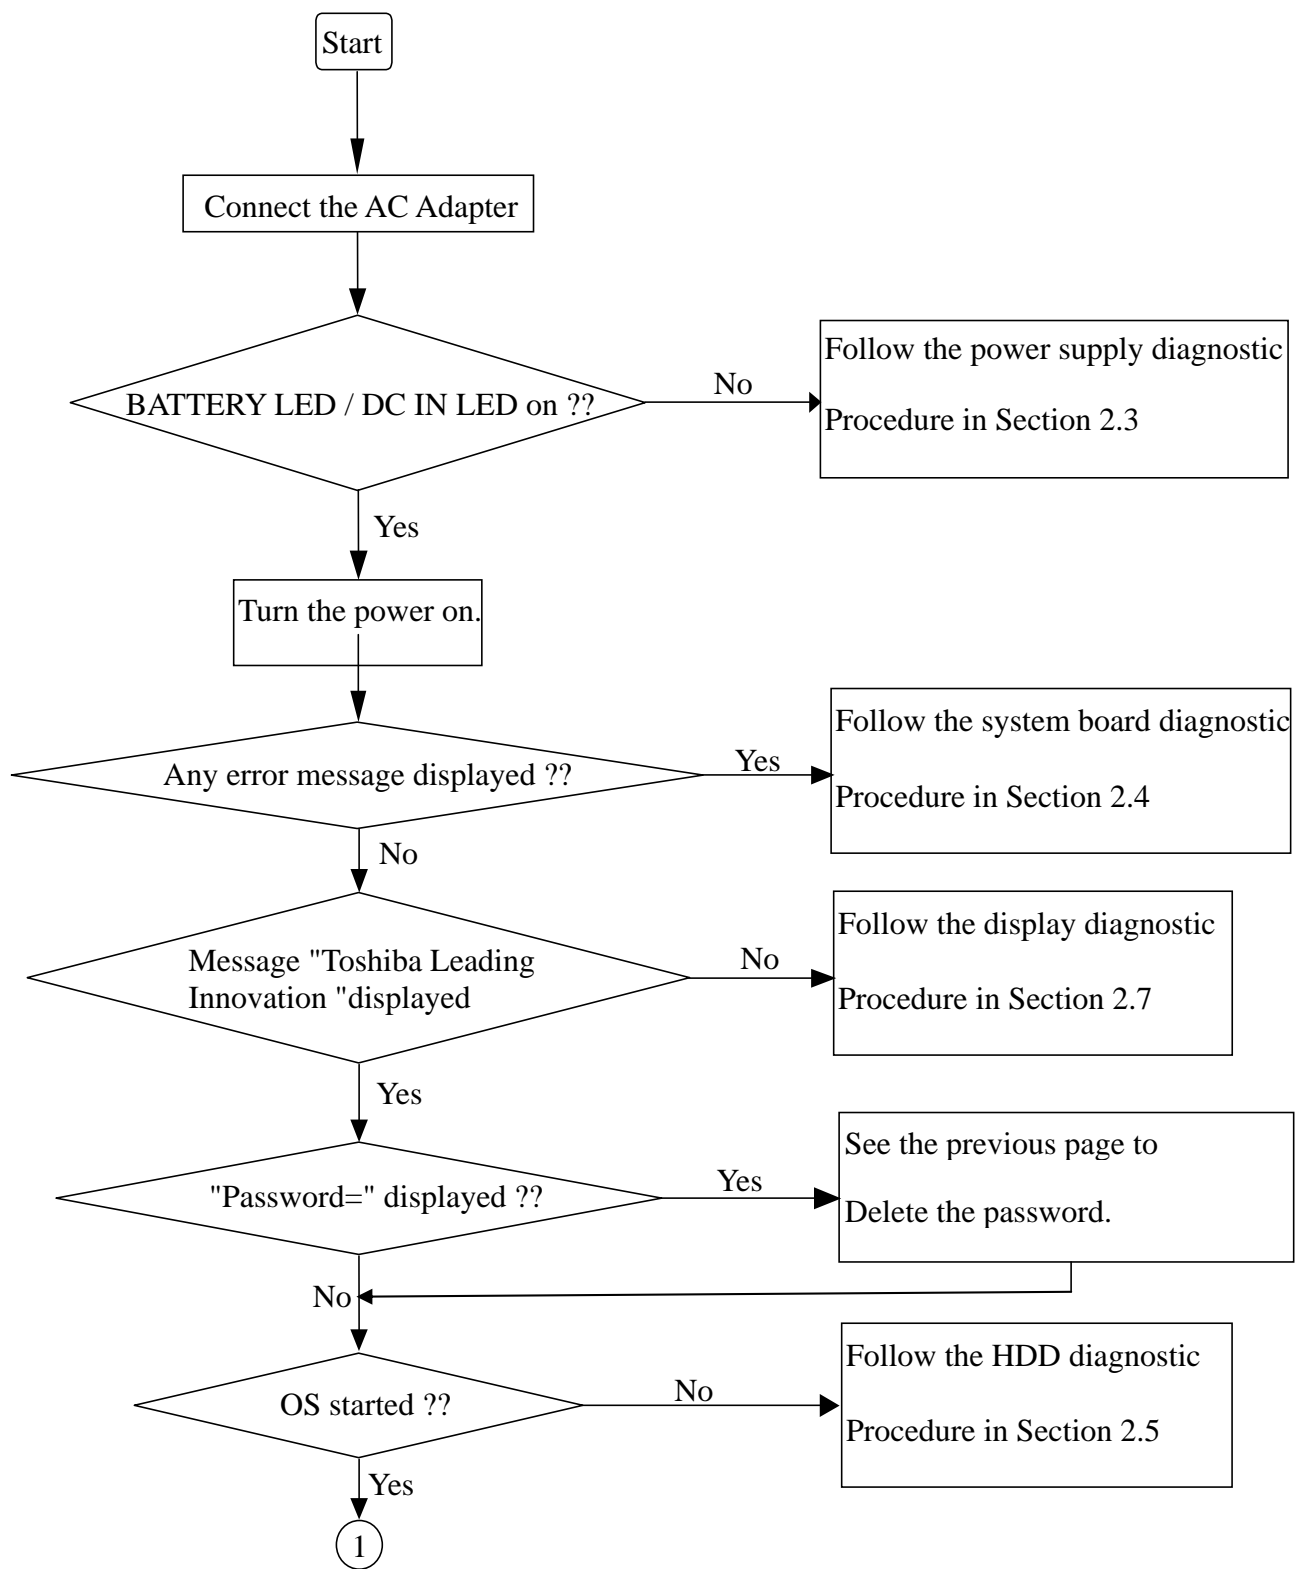 Start
Connect the AC Adapter
BATTERY LED / DC IN LED on ??
No
Follow the power supply diagnostic
Procedure in Section 2.3
Yes
Turn the power on.
Any error message displayed ??
Yes
Follow the system board diagnostic
Procedure in Section 2.4
No
Message "Toshiba Leading
Innovation "displayed
No
Follow the display diagnostic
Procedure in Section 2.7
Yes
"Password=" displayed ??
Yes
See the previous page to
Delete the password.
No
OS started ??
No
Follow the HDD diagnostic
Procedure in Section 2.5
Yes
1